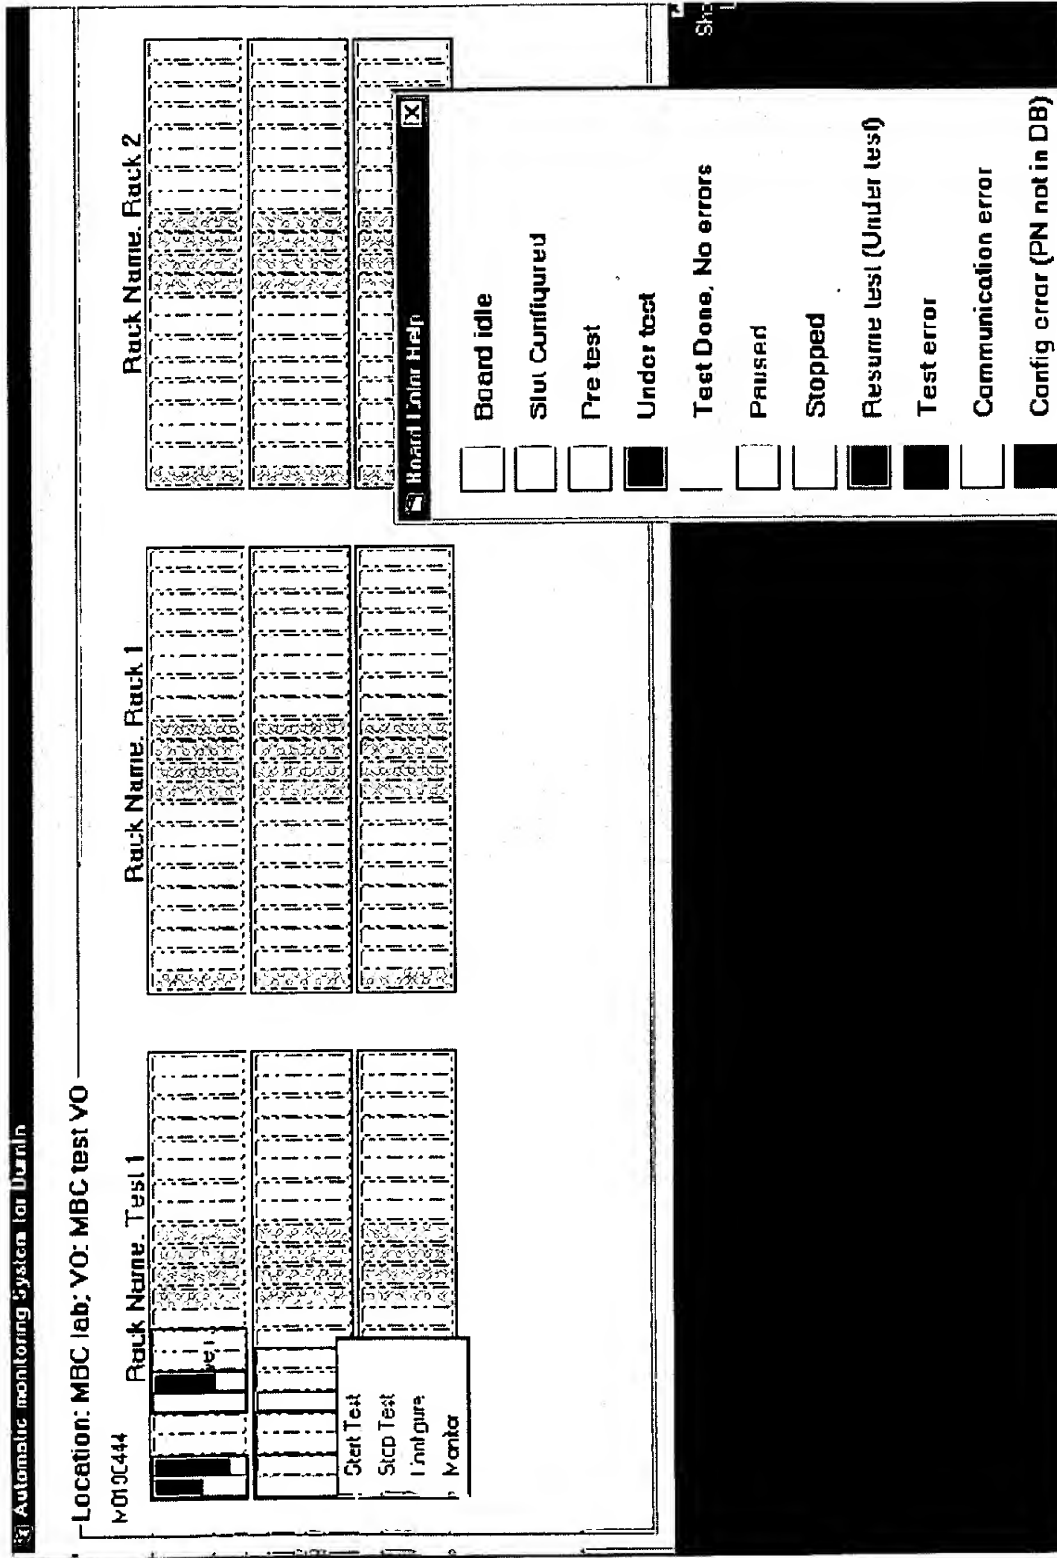 Automatic monitoring System for BurnIn
Location: MBC lab; VO: MBC test VO
M010C444
Rack Name. Test 1
Rack Name. Rack 1
Rack Name. Rack 2
Start Test
Stop Test
Configure
Monitor
Board Color Help
Board idle
Slot Configured
Pre test
Under test
Test Done, No errors
Paused
Stopped
Resume test (Under test)
Test error
Communication error
Config error (PN not in DB)
Sho